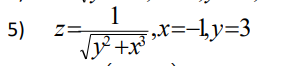 5) z = 1/√(y² + x³), x = –1, y = 3